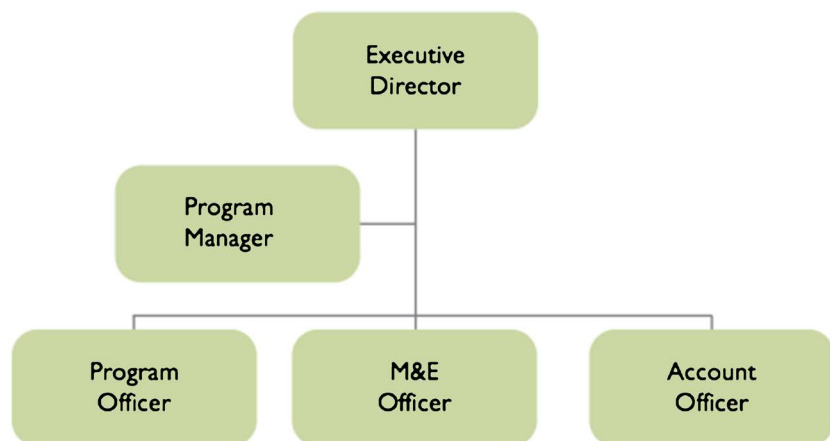 Executive
Director
Program
Manager
Program
Officer
M&E
Officer
Account
Officer